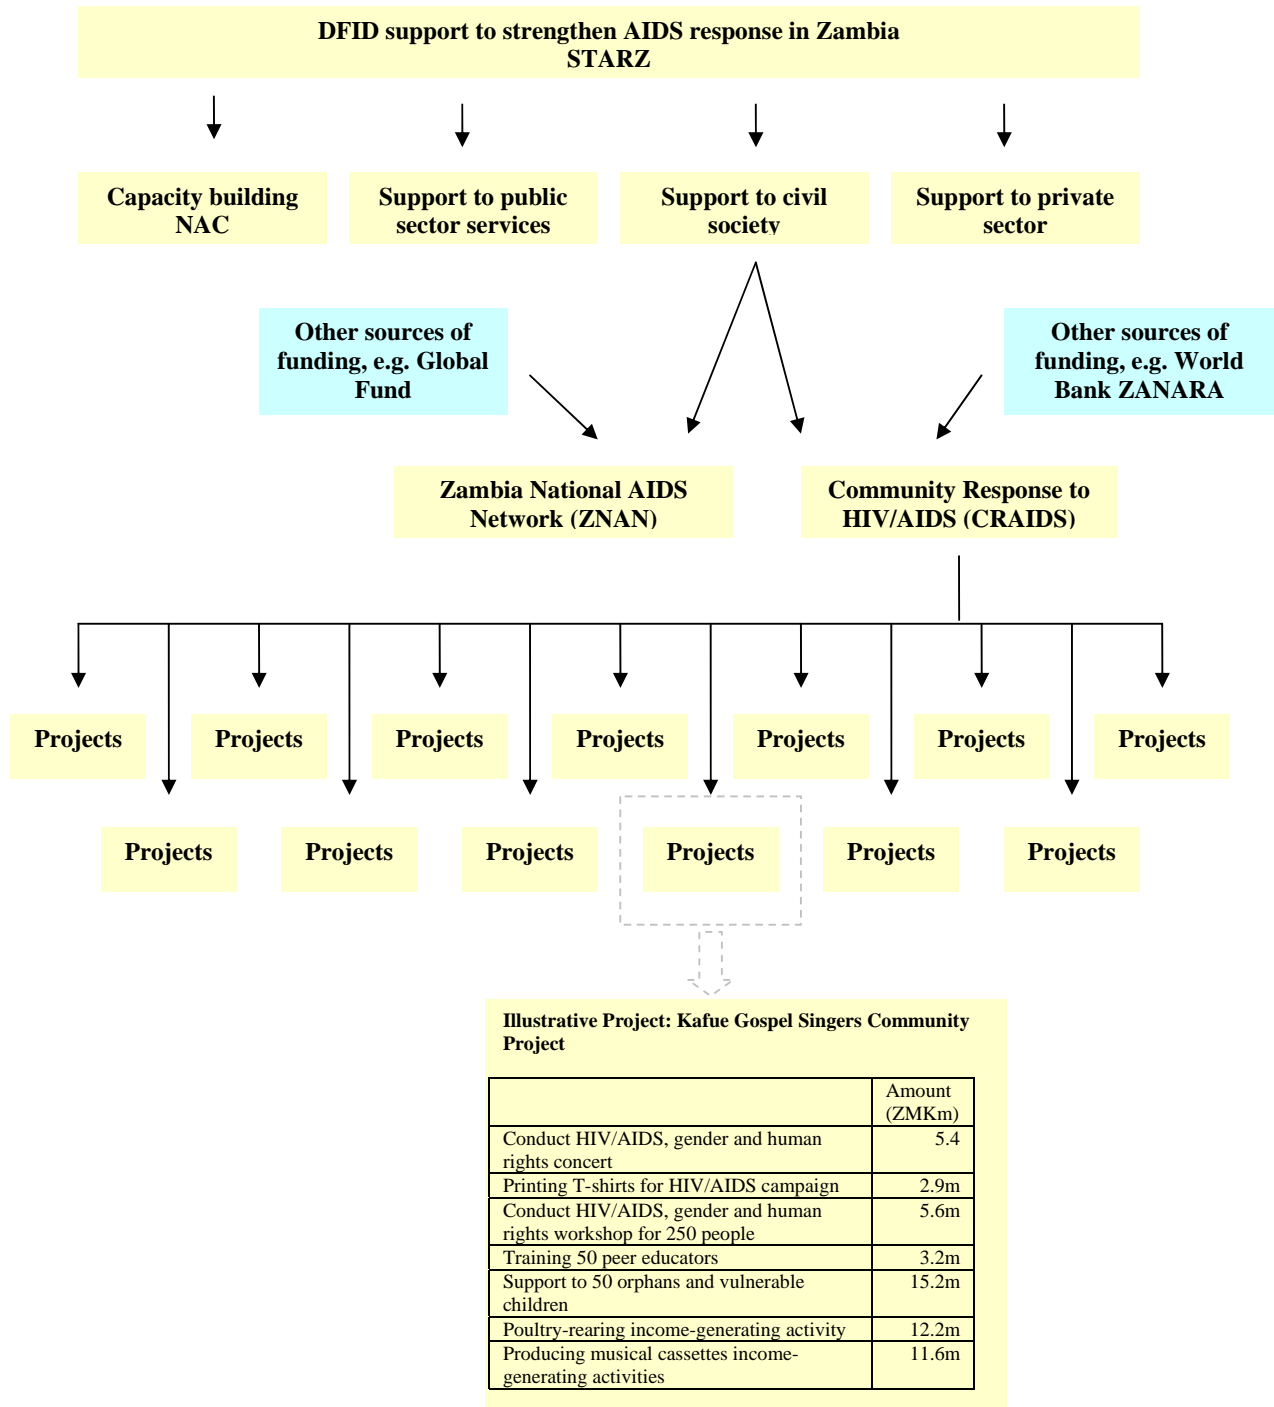 DFID support to strengthen AIDS response in Zambia
STARZ
Capacity building
NAC
Support to public
sector services
Support to civil
society
Support to private
sector
Other sources of
funding, e.g. Global
Fund
Other sources of
funding, e.g. World
Bank ZANARA
Zambia National AIDS
Network (ZNAN)
Community Response to
HIV/AIDS (CRAIDS)
Projects
Projects
Projects
Projects
Projects
Projects
Projects
Projects
Projects
Projects
Projects
Projects
Projects
Illustrative Project: Kafue Gospel Singers Community
Project
Amount
(ZMKm)
Conduct HIV/AIDS, gender and human 5.4
rights concert
Printing T-shirts for HIV/AIDS campaign 2.9m
Conduct HIV/AIDS, gender and human 5.6m
rights workshop for 250 people
Training 50 peer educators 3.2m
Support to 50 orphans and vulnerable 15.2m
children
Poultry-rearing income-generating activity 12.2m
Producing musical cassettes income- 11.6m
generating activities